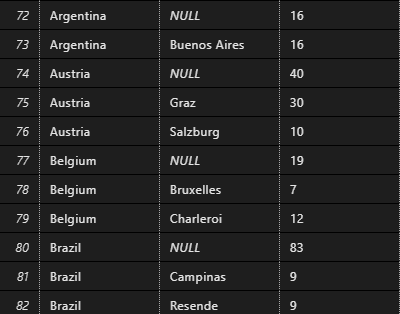 72 Argentina NULL 16
73 Argentina Buenos Aires 16
74 Austria NULL 40
75 Austria Graz 30
76 Austria Salzburg 10
77 Belgium NULL 19
78 Belgium Bruxelles 7
79 Belgium Charleroi 12
80 Brazil NULL 83
81 Brazil Campinas 9
82 Brazil Resende 9